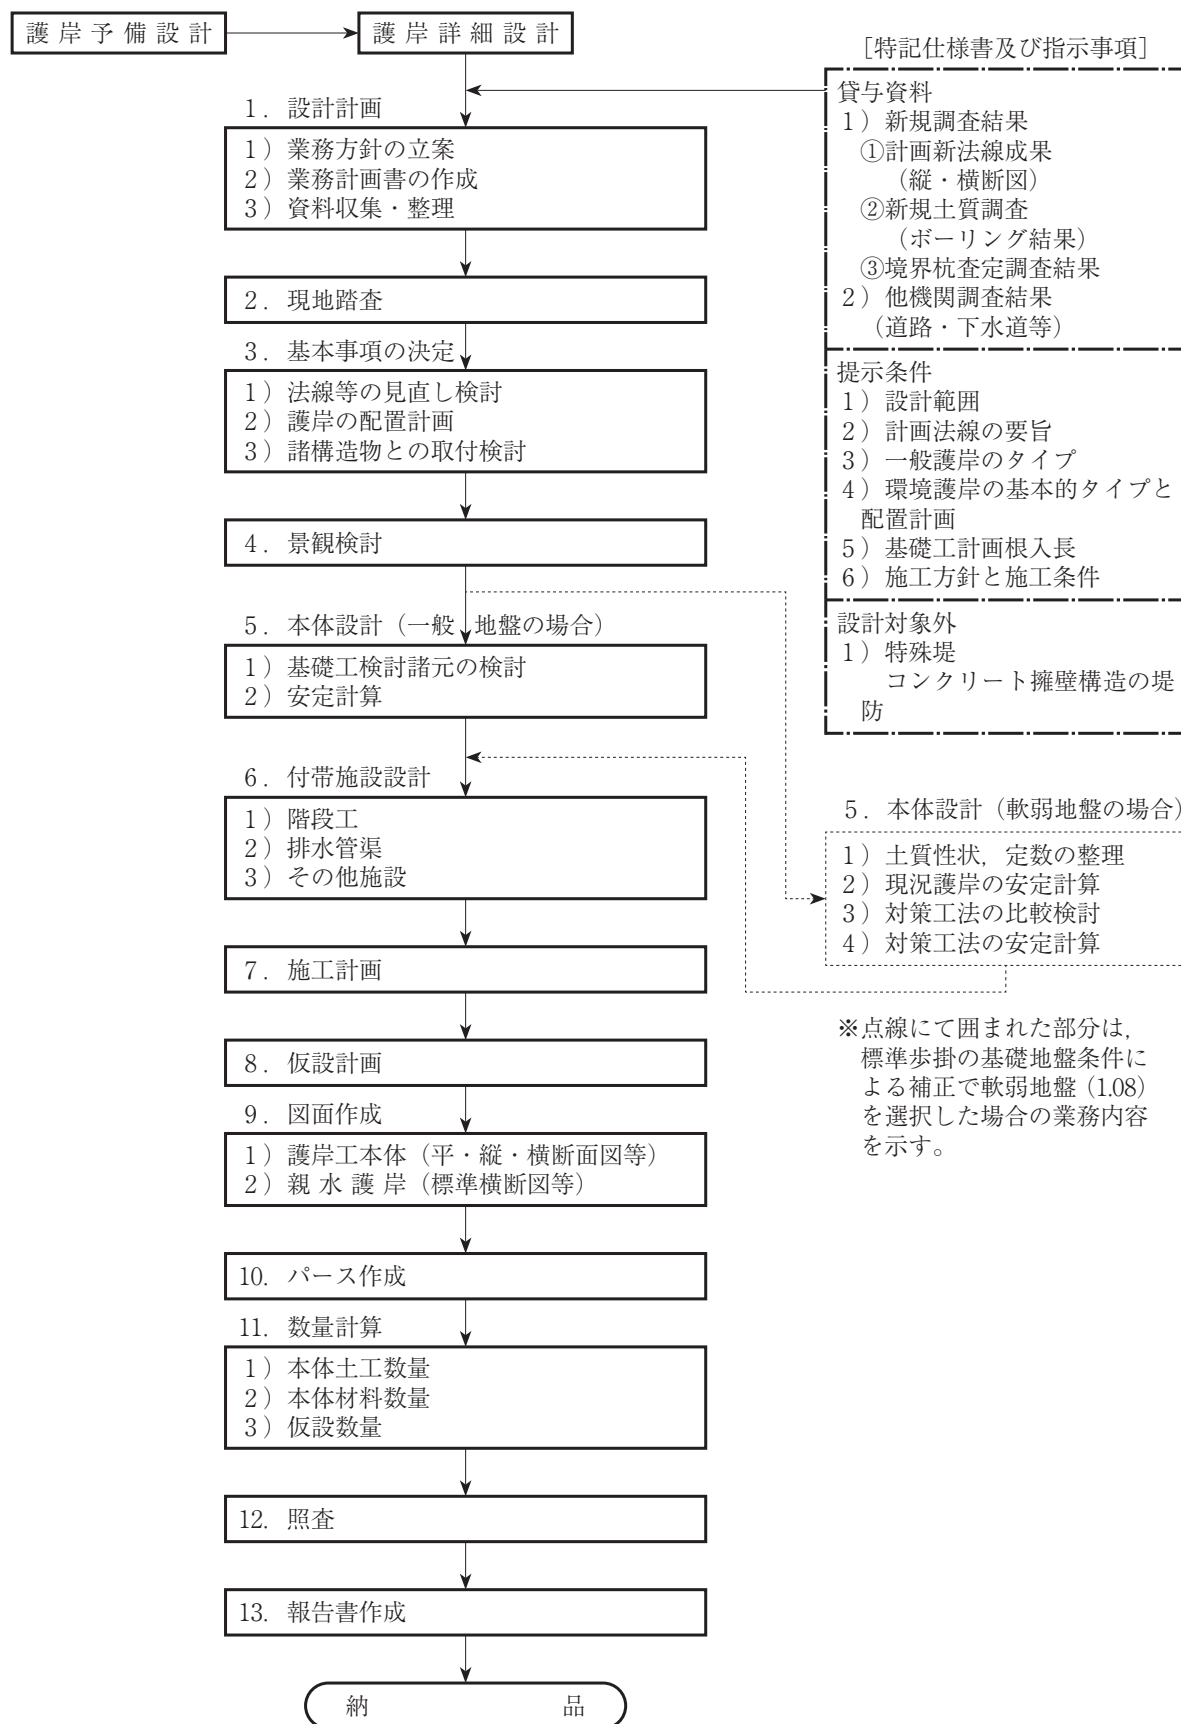 護岸予備設計
護岸詳細設計
［特記仕様書及び指示事項］
貸与資料
1）新規調査結果
①計画新法線成果
（縦・横断図）
②新規土質調査
（ボーリング結果）
③境界杭査定調査結果
2）他機関調査結果
（道路・下水道等）
提示条件
1）設計範囲
2）計画法線の要旨
3）一般護岸のタイプ
4）環境護岸の基本的タイプと
配置計画
5）基礎工計画根入長
6）施工方針と施工条件
設計対象外
1）特殊堤
コンクリート擁壁構造の堤
防
1．設計計画
1）業務方針の立案
2）業務計画書の作成
3）資料収集・整理
2．現地踏査
3．基本事項の決定
1）法線等の見直し検討
2）護岸の配置計画
3）諸構造物との取付検討
4．景観検討
5．本体設計（一般 地盤の場合）
1）基礎工検討諸元の検討
2）安定計算
5．本体設計（軟弱地盤の場合）
1）土質性状，定数の整理
2）現況護岸の安定計算
3）対策工法の比較検討
4）対策工法の安定計算
※点線にて囲まれた部分は，
標準歩掛の基礎地盤条件に
よる補正で軟弱地盤（1.08）
を選択した場合の業務内容
を示す。
6．付帯施設設計
1）階段工
2）排水管渠
3）その他施設
7．施工計画
8．仮設計画
9．図面作成
1）護岸工本体（平・縦・横断面図等）
2）親水護岸（標準横断図等）
10．パース作成
11．数量計算
1）本体土工数量
2）本体材料数量
3）仮設数量
12．照査
13．報告書作成
納品